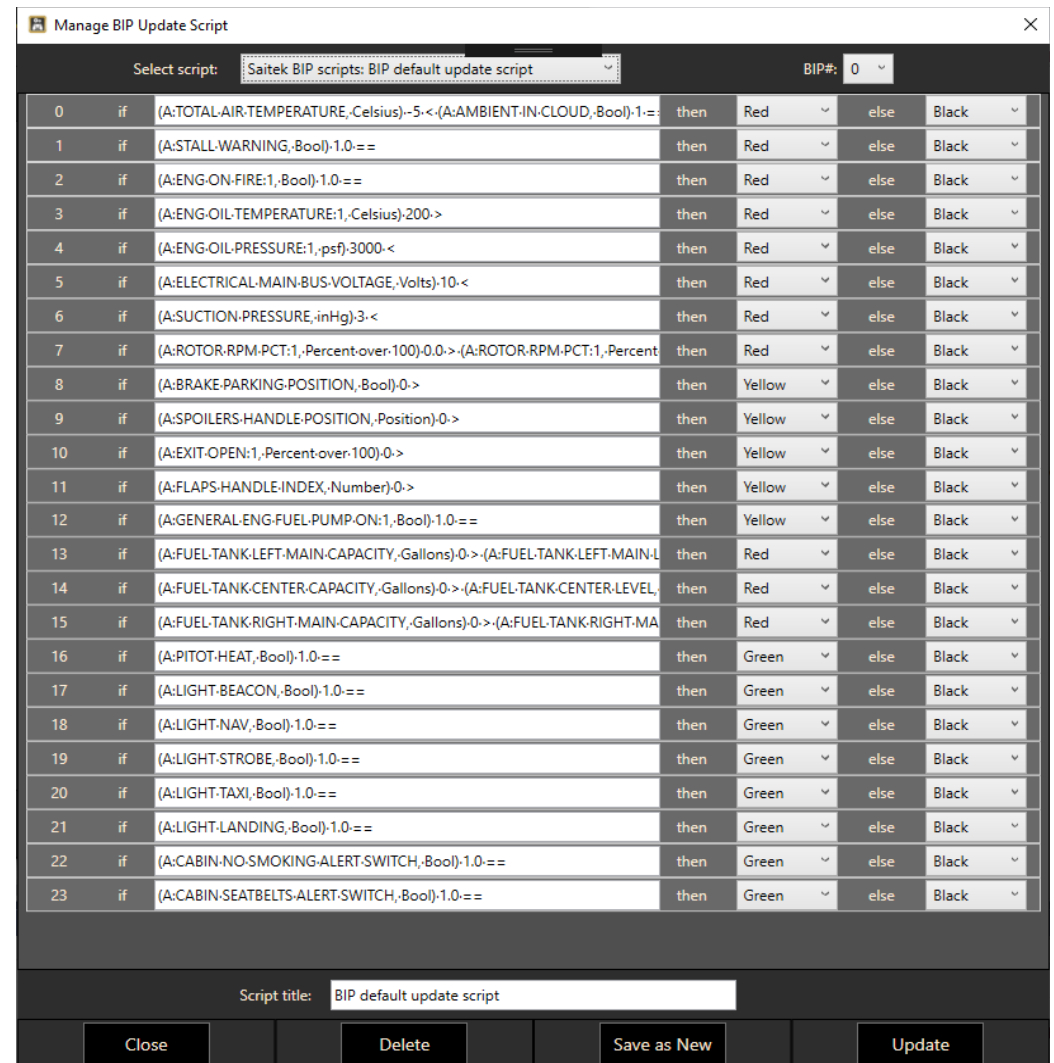 Manage BIP Update Script
Select script: Saitek BIP scripts: BIP default update script BIP#: 0
0 if (A:TOTAL·AIR·TEMPERATURE,·Celsius)·-5·<·(A:AMBIENT·IN·CLOUD,·Bool)·1·== then Red else Black
1 if (A:STALL·WARNING,·Bool)·1.0·== then Red else Black
2 if (A:ENG·ON·FIRE:1,·Bool)·1.0·== then Red else Black
3 if (A:ENG·OIL·TEMPERATURE:1,·Celsius)·200·> then Red else Black
4 if (A:ENG·OIL·PRESSURE:1,·psf)·3000·< then Red else Black
5 if (A:ELECTRICAL·MAIN·BUS·VOLTAGE,·Volts)·10·< then Red else Black
6 if (A:SUCTION·PRESSURE,·inHg)·3·< then Red else Black
7 if (A:ROTOR·RPM·PCT:1,·Percent·over·100)·0.0·>·(A:ROTOR·RPM·PCT:1,·Percent· then Red else Black
8 if (A:BRAKE·PARKING·POSITION,·Bool)·0·> then Yellow else Black
9 if (A:SPOILERS·HANDLE·POSITION,·Position)·0·> then Yellow else Black
10 if (A:EXIT·OPEN:1,·Percent·over·100)·0·> then Yellow else Black
11 if (A:FLAPS·HANDLE·INDEX,·Number)·0·> then Yellow else Black
12 if (A:GENERAL·ENG·FUEL·PUMP·ON:1,·Bool)·1.0·== then Yellow else Black
13 if (A:FUEL·TANK·LEFT·MAIN·CAPACITY,·Gallons)·0·>·(A:FUEL·TANK·LEFT·MAIN·L then Red else Black
14 if (A:FUEL·TANK·CENTER·CAPACITY,·Gallons)·0·>·(A:FUEL·TANK·CENTER·LEVEL,· then Red else Black
15 if (A:FUEL·TANK·RIGHT·MAIN·CAPACITY,·Gallons)·0·>·(A:FUEL·TANK·RIGHT·MA then Red else Black
16 if (A:PITOT·HEAT,·Bool)·1.0·== then Green else Black
17 if (A:LIGHT·BEACON,·Bool)·1.0·== then Green else Black
18 if (A:LIGHT·NAV,·Bool)·1.0·== then Green else Black
19 if (A:LIGHT·STROBE,·Bool)·1.0·== then Green else Black
20 if (A:LIGHT·TAXI,·Bool)·1.0·== then Green else Black
21 if (A:LIGHT·LANDING,·Bool)·1.0·== then Green else Black
22 if (A:CABIN·NO·SMOKING·ALERT·SWITCH,·Bool)·1.0·== then Green else Black
23 if (A:CABIN·SEATBELTS·ALERT·SWITCH,·Bool)·1.0·== then Green else Black
Script title: BIP default update script
Close Delete Save as New Update